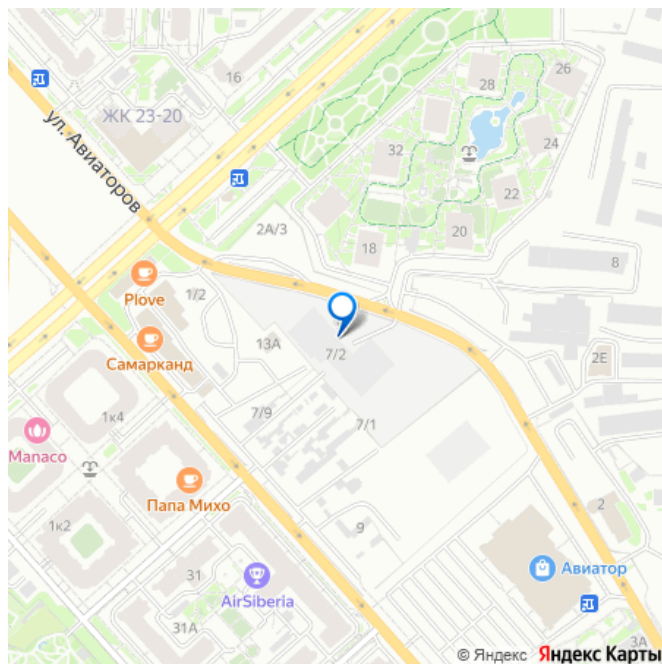 26
28
16
ЖК 23-20
24
32
ул. Авиаторов
22
2А/3
20
18
8
Plove
1/2
13А
7/2
2Е
Самарканд
1к4
7/9
7/1
Manaco
Папа Михо
2
1к2
9
31
Авиатор
AirSiberia
31А
3А
© Яндекс Яндекс Карты